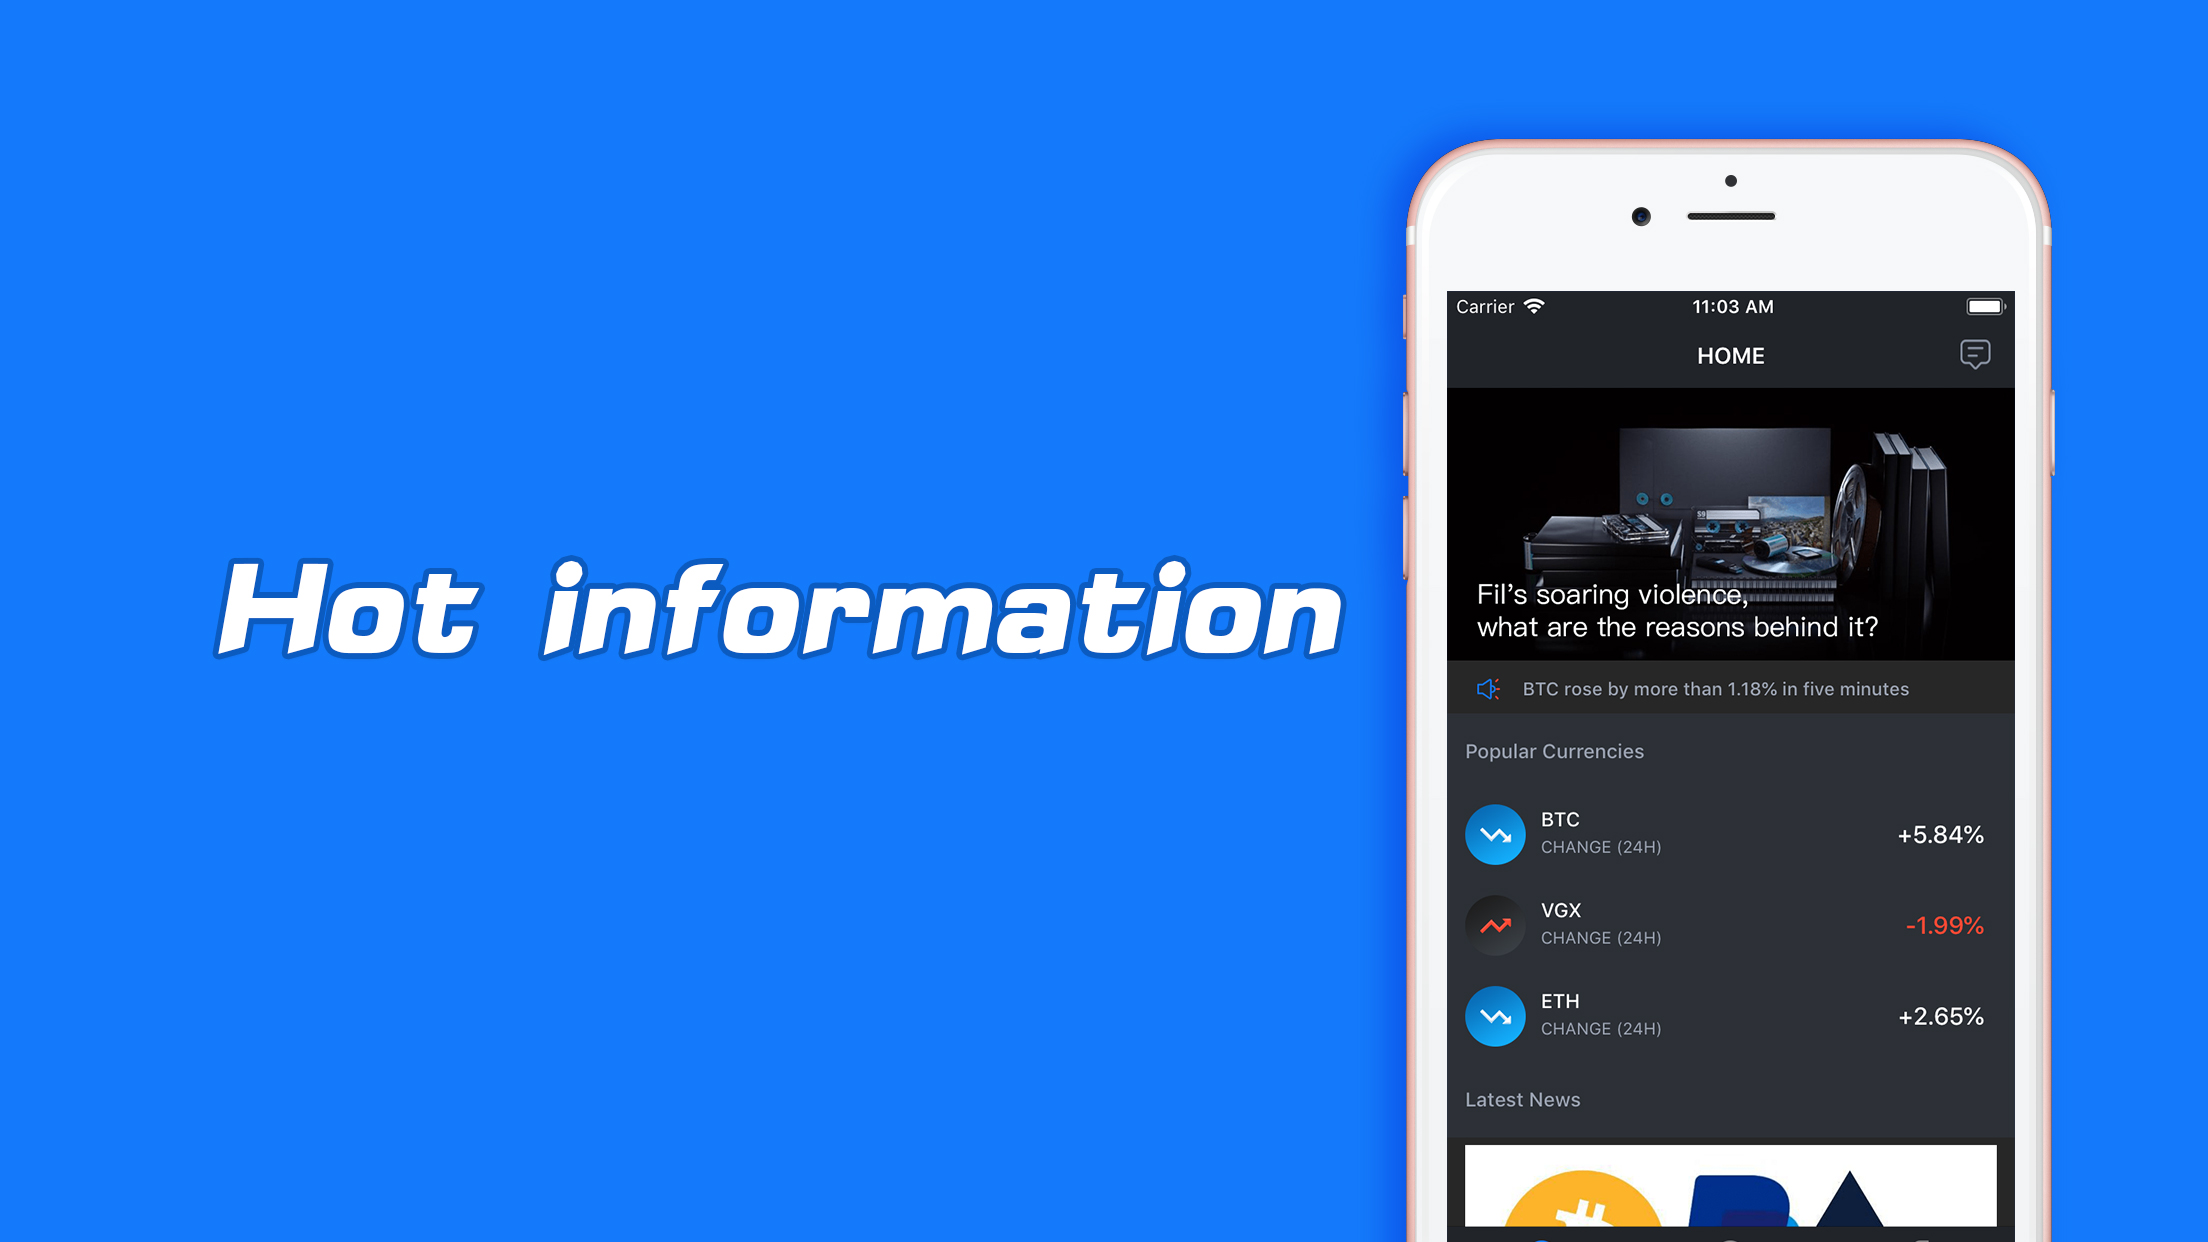 Hot information
Carrier
11:03 AM
HOME
S9
Fil's soaring violence,
what are the reasons behind it?
BTC rose by more than 1.18% in five minutes
Popular Currencies
BTC
CHANGE (24H)
+5.84%
VGX
CHANGE (24H)
-1.99%
ETH
CHANGE (24H)
+2.65%
Latest News